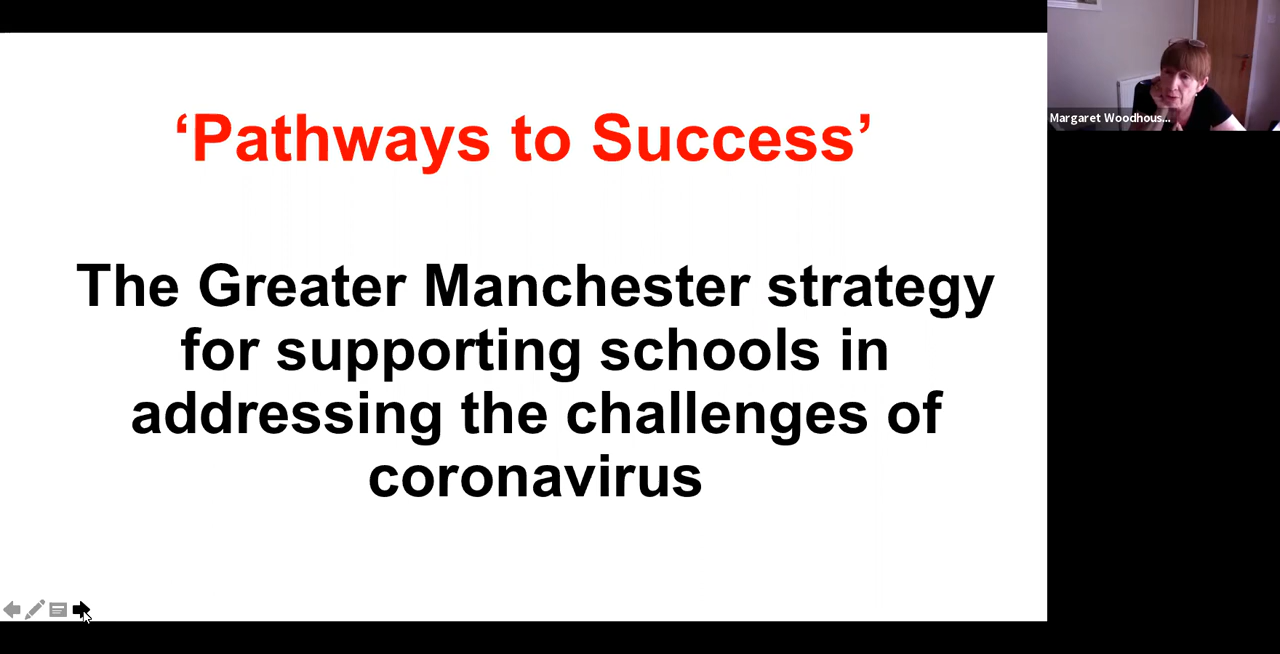 ‘Pathways to Success’
The Greater Manchester strategy
for supporting schools in
addressing the challenges of
coronavirus
Margaret Woodhous...